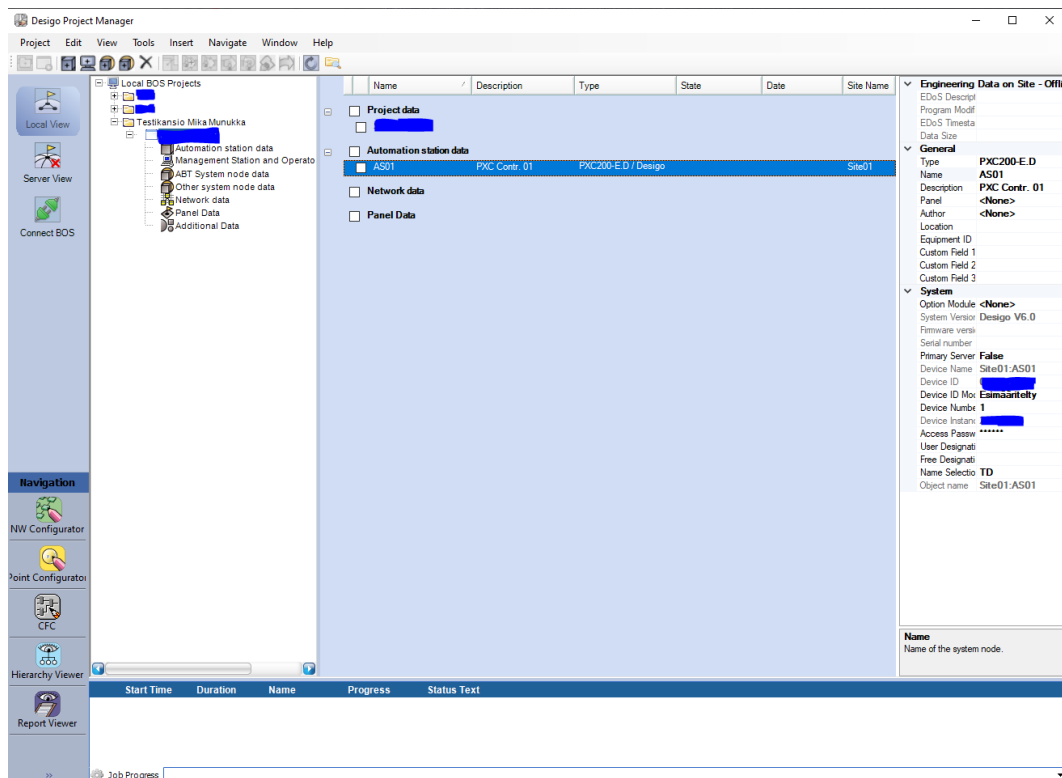 Desigo Project Manager
Project Edit View Tools Insert Navigate Window Help
Local View
Server View
Connect BOS
Navigation
NW Configurator
Point Configurator
CFC
Hierarchy Viewer
Report Viewer
Local BOS Projects
Testikansio Mika Munukka
Automation station data
Management Station and Operato
ABT System node data
Other system node data
Network data
Panel Data
Additional Data
Name Description Type State Date Site Name
Project data
Automation station data
AS01 PXC Contr. 01 PXC200-E.D / Desigo Site01
Network data
Panel Data
Engineering Data on Site - Offli
EDoS Descript
Program Modif
EDoS Timesta
Data Size
General
Type PXC200-E.D
Name AS01
Description PXC Contr. 01
Panel <None>
Author <None>
Location
Equipment ID
Custom Field 1
Custom Field 2
Custom Field 3
System
Option Module <None>
System Version Desigo V6.0
Firmware versi
Serial number
Primary Server False
Device Name Site01:AS01
Device ID
Device ID Moc Esimääritelty
Device Numbe 1
Device Instanc
Access Passw ******
User Designati
Free Designati
Name Selectio TD
Object name Site01:AS01
Name
Name of the system node.
Start Time Duration Name Progress Status Text
>>
Job Progress